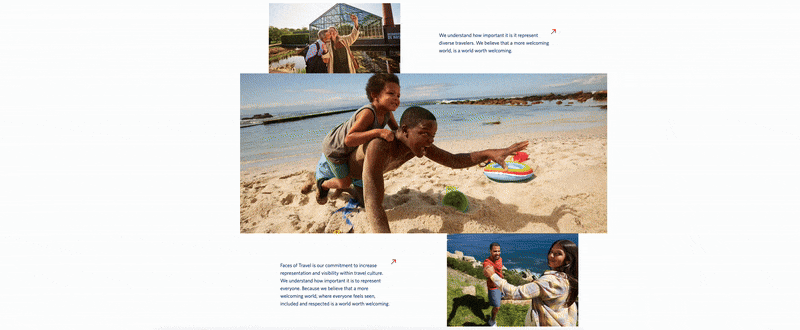 We understand how important it is it represent
diverse travelers. We believe that a more welcoming
world, is a world worth welcoming.
Faces of Travel is our commitment to increase
representation and visibility within travel culture.
We understand how important it is to represent
everyone. Because we believe that a more
welcoming world; where everyone feels seen,
included and respected is a world worth welcoming.